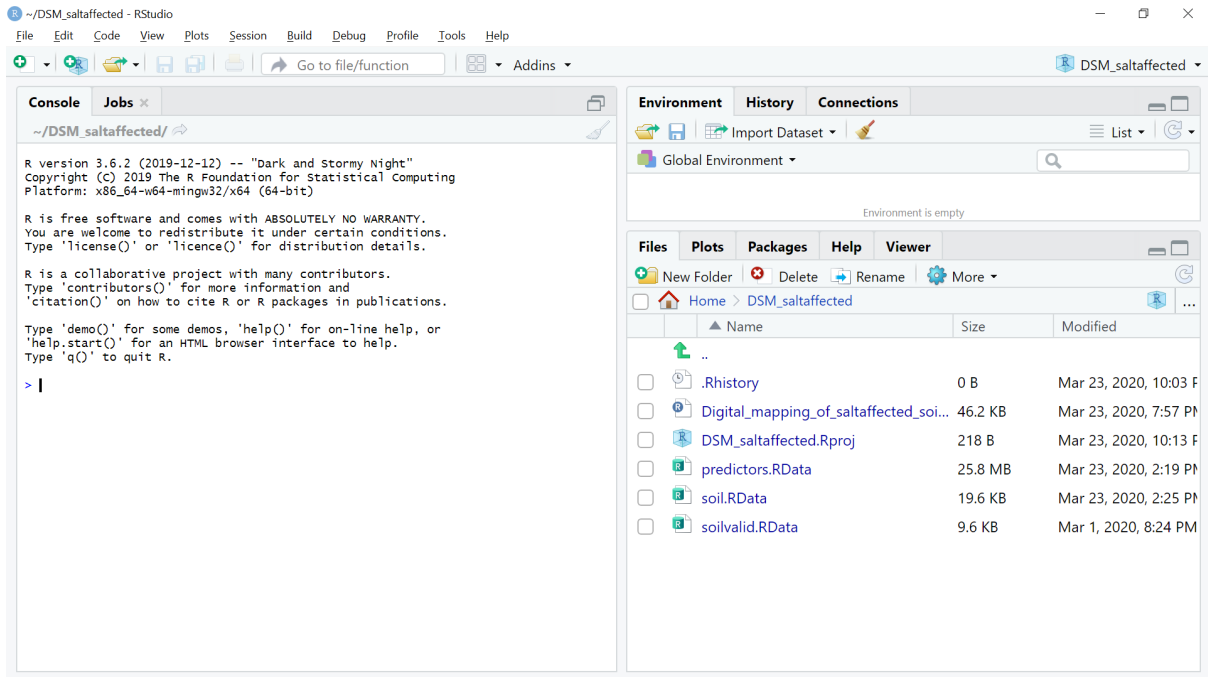 ~/DSM_saltaffected - RStudio
File Edit Code View Plots Session Build Debug Profile Tools Help
Go to file/function Addins DSM_saltaffected
Console Jobs
~/DSM_saltaffected/
R version 3.6.2 (2019-12-12) -- "Dark and Stormy Night"
Copyright (C) 2019 The R Foundation for Statistical Computing
Platform: x86_64-w64-mingw32/x64 (64-bit)
R is free software and comes with ABSOLUTELY NO WARRANTY.
You are welcome to redistribute it under certain conditions.
Type 'license()' or 'licence()' for distribution details.
R is a collaborative project with many contributors.
Type 'contributors()' for more information and
'citation()' on how to cite R or R packages in publications.
Type 'demo()' for some demos, 'help()' for on-line help, or
'help.start()' for an HTML browser interface to help.
Type 'q()' to quit R.
>
Environment History Connections
Import Dataset List
Global Environment
Environment is empty
Files Plots Packages Help Viewer
New Folder Delete Rename More
Home > DSM_saltaffected ...
Name Size Modified
..
.Rhistory 0 B Mar 23, 2020, 10:03 P
Digital_mapping_of_saltaffected_soi... 46.2 KB Mar 23, 2020, 7:57 PM
DSM_saltaffected.Rproj 218 B Mar 23, 2020, 10:13 P
predictors.RData 25.8 MB Mar 23, 2020, 2:19 PM
soil.RData 19.6 KB Mar 23, 2020, 2:25 PM
soilvalid.RData 9.6 KB Mar 1, 2020, 8:24 PM